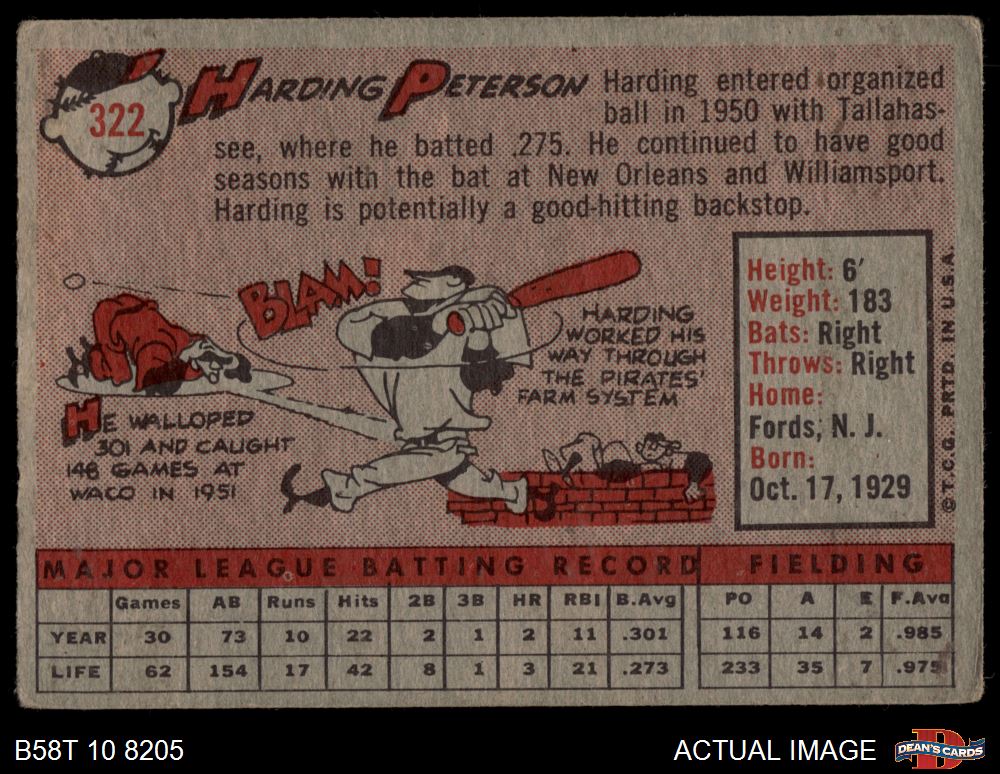 322
HARDING PETERSON
Harding entered organized
ball in 1950 with Tallahas-
see, where he batted .275. He continued to have good
seasons with the bat at New Orleans and Williamsport.
Harding is potentially a good-hitting backstop.
BLAM!
HARDING
WORKED HIS
WAY THROUGH
THE PIRATES'
FARM SYSTEM
HE WALLOPED
301 AND CAUGHT
148 GAMES AT
WACO IN 1951
Height: 6'
Weight: 183
Bats: Right
Throws: Right
Home:
Fords, N. J.
Born:
Oct. 17, 1929
© T.C.G. PRTD. IN U.S.A.
MAJOR LEAGUE BATTING RECORD FIELDING
Games AB Runs Hits 2B 3B HR RBI B.Avg PO A E F.Avg
YEAR 30 73 10 22 2 1 2 11 .301 116 14 2 .985
LIFE 62 154 17 42 8 1 3 21 .273 233 35 7 .975
B58T 10 8205
ACTUAL IMAGE
DEAN'S CARDS